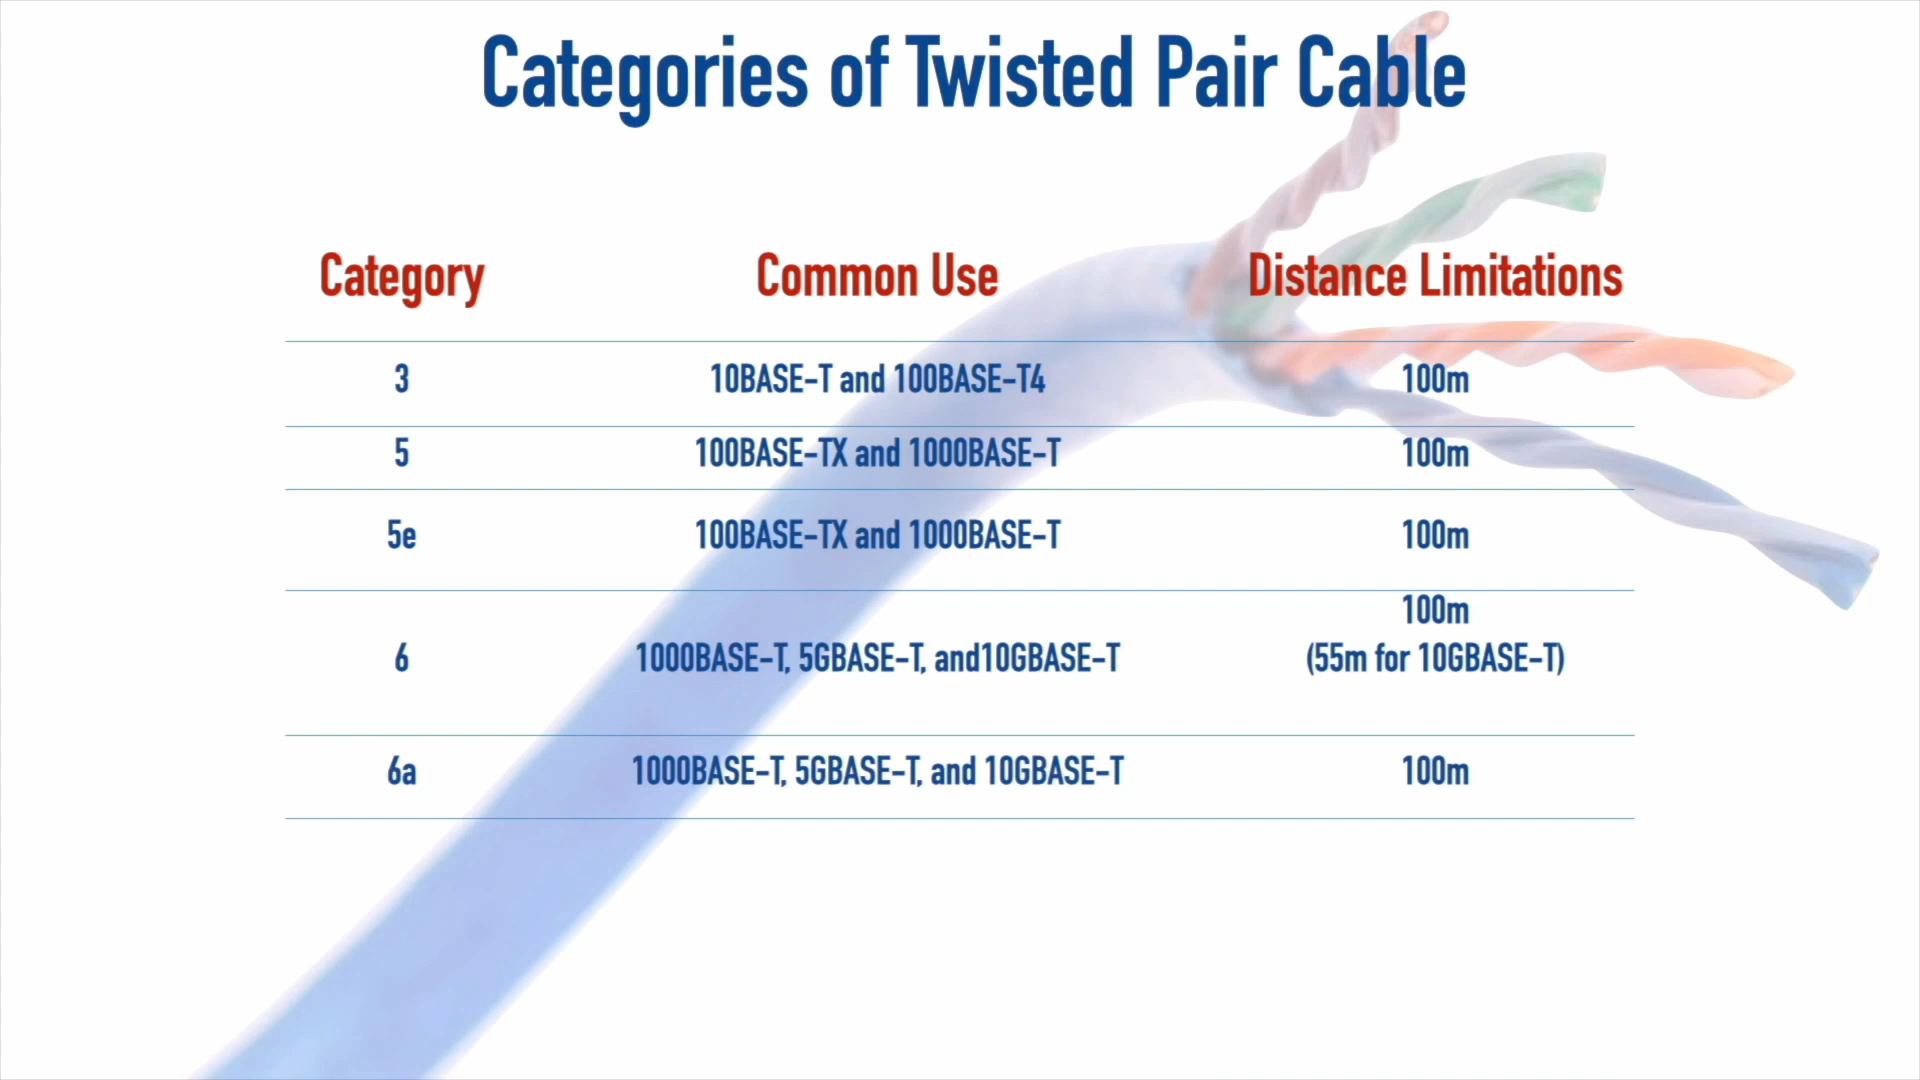 Categories of Twisted Pair Cable
Category Common Use Distance Limitations
3 10BASE-T and 100BASE-T4 100m
5 100BASE-TX and 1000BASE-T 100m
5e 100BASE-TX and 1000BASE-T 100m
100m
6 1000BASE-T, 5GBASE-T, and10GBASE-T (55m for 10GBASE-T)
6a 1000BASE-T, 5GBASE-T, and 10GBASE-T 100m